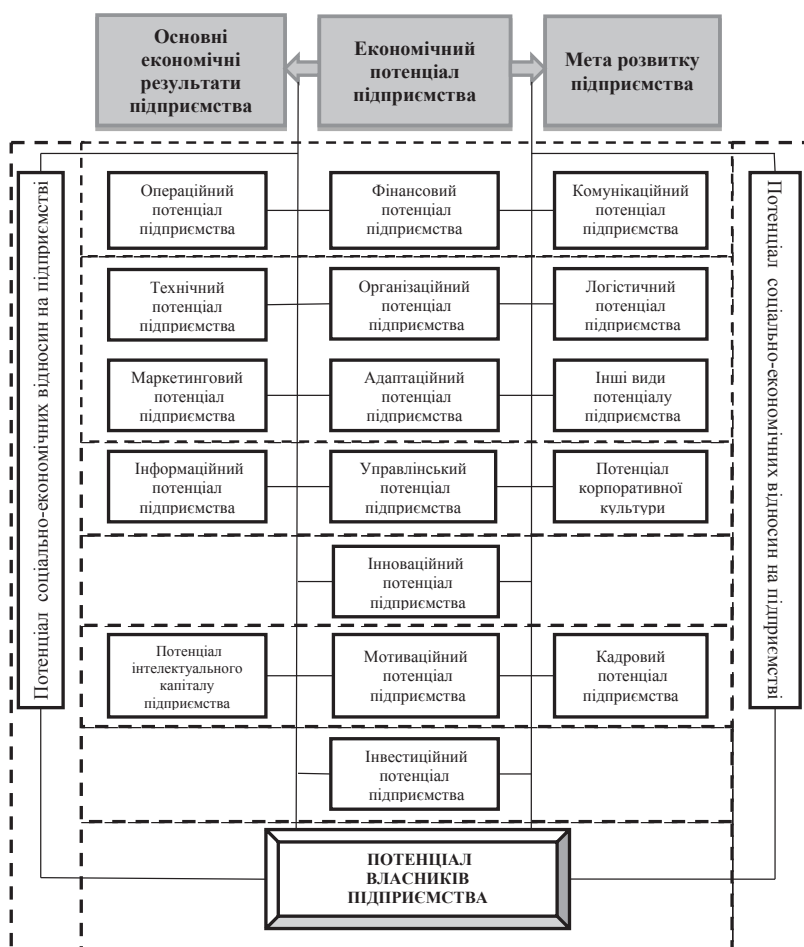 Основні
економічні
результати
підприємства
Економічний
потенціал
підприємства
Мета розвитку
підприємства
Потенціал соціально-економічних відносин на підприємстві
Операційний
потенціал
підприємства
Фінансовий
потенціал
підприємства
Комунікаційний
потенціал
підприємства
Технічний
потенціал
підприємства
Організаційний
потенціал
підприємства
Логістичний
потенціал
підприємства
Маркетинговий
потенціал
підприємства
Адаптаційний
потенціал
підприємства
Інші види
потенціалу
підприємства
Інформаційний
потенціал
підприємства
Управлінський
потенціал
підприємства
Потенціал
корпоративної
культури
Інноваційний
потенціал
підприємства
Потенціал
інтелектуального
капіталу
підприємства
Мотиваційний
потенціал
підприємства
Кадровий
потенціал
підприємства
Інвестиційний
потенціал
підприємства
ПОТЕНЦІАЛ
ВЛАСНИКІВ
ПІДПРИЄМСТВА
Потенціал соціально-економічних відносин на підприємстві